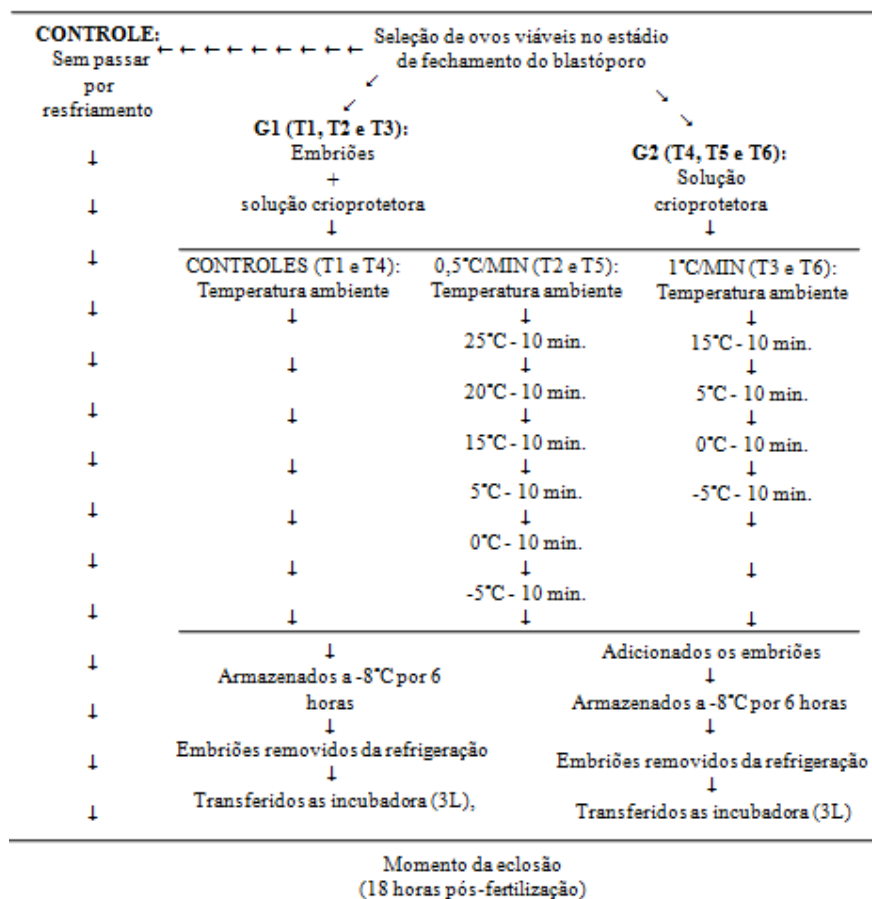 CONTROLE:
Sem passar
por
resfriamento
Seleção de ovos viáveis no estádio
de fechamento do blastóporo
G1 (T1, T2 e T3):
Embriões
+
solução crioprotetora
G2 (T4, T5 e T6):
Solução
crioprotetora
CONTROLES (T1 e T4):
Temperatura ambiente
0,5°C/MIN (T2 e T5):
Temperatura ambiente
25°C - 10 min.
20°C - 10 min.
15°C - 10 min.
5°C - 10 min.
0°C - 10 min.
-5°C - 10 min.
1°C/MIN (T3 e T6):
Temperatura ambiente
15°C - 10 min.
5°C - 10 min.
0°C - 10 min.
-5°C - 10 min.
Armazenados a -8°C por 6
horas
Embriões removidos da refrigeração
Transferidos as incubadora (3L),
Adicionados os embriões
Armazenados a -8°C por 6 horas
Embriões removidos da refrigeração
Transferidos as incubadora (3L)
Momento da eclosão
(18 horas pós-fertilização)